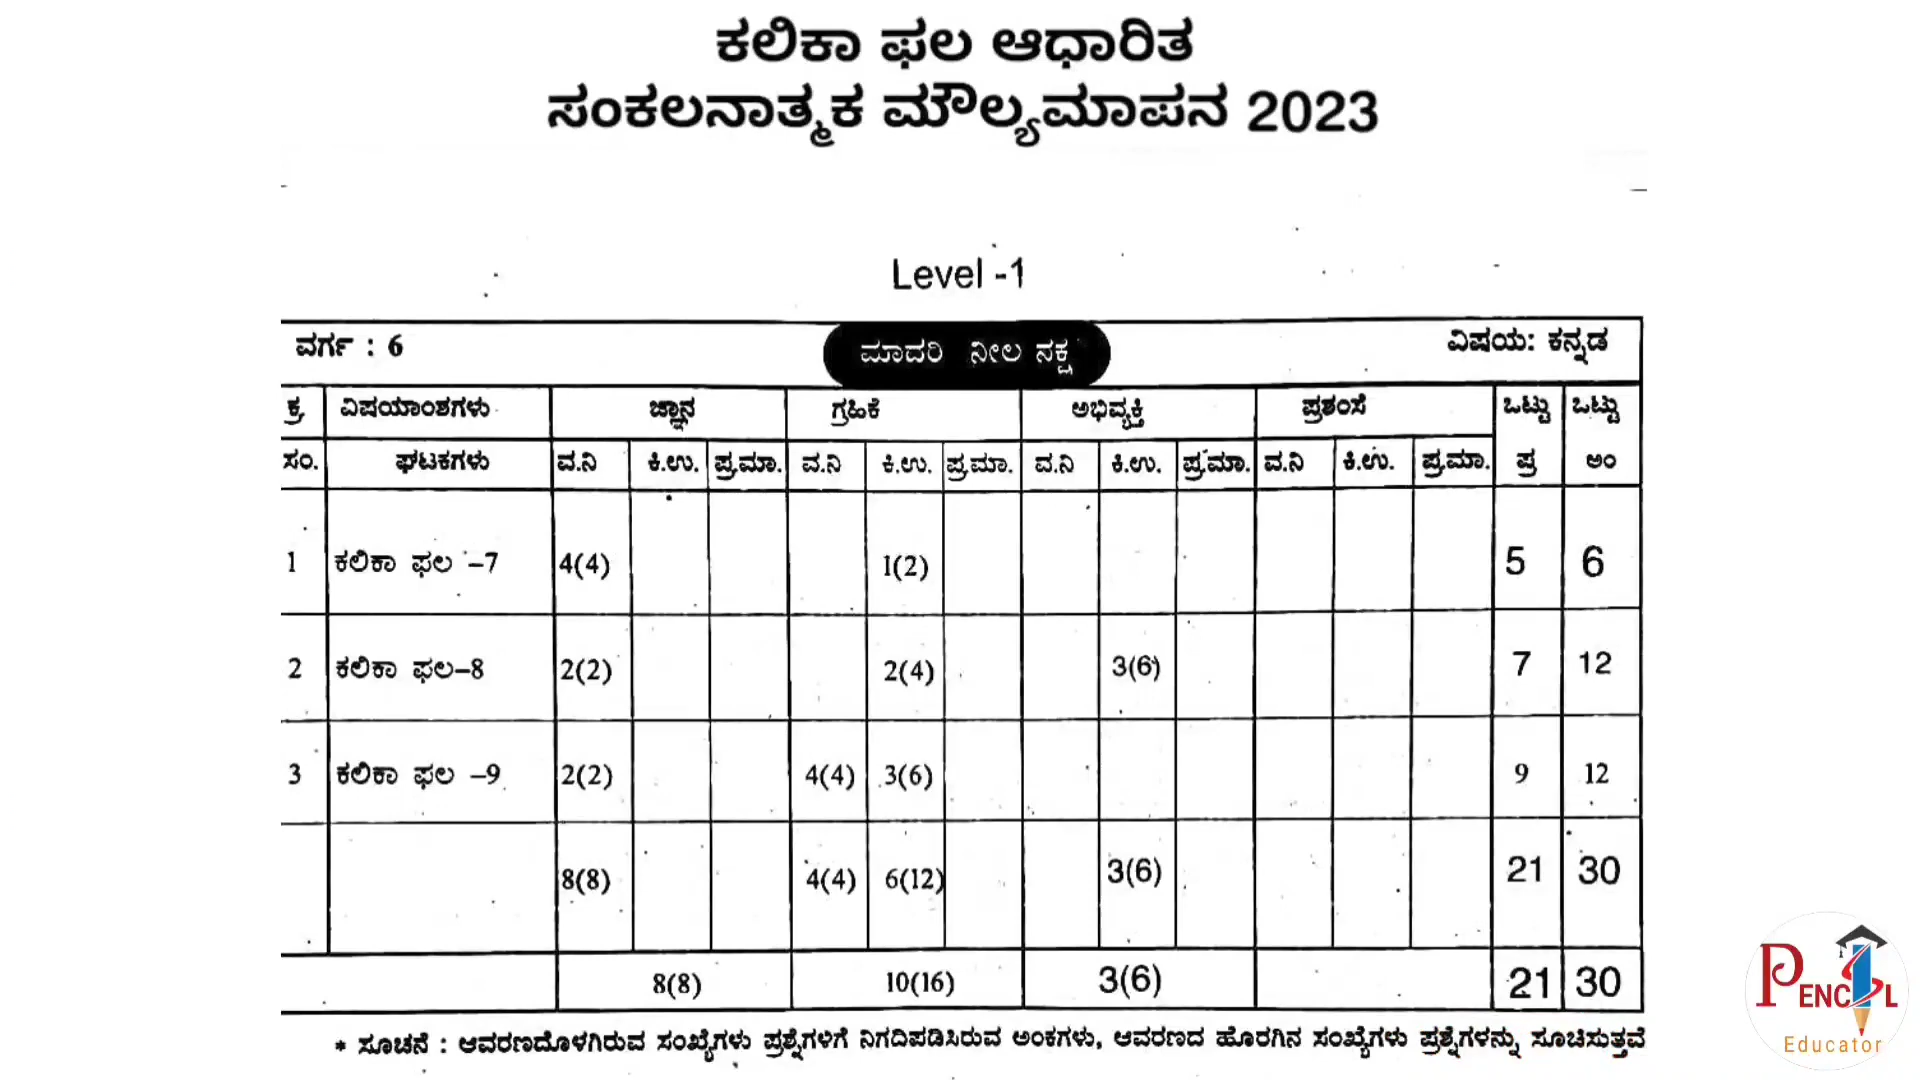 ಕಲಿಕಾ ಫಲ ಆಧಾರಿತ
ಸಂಕಲನಾತ್ಮಕ ಮೌಲ್ಯಮಾಪನ 2023
Level -1
ವರ್ಗ : 6 ಮಾದರಿ ನೀಲ ನಕ್ಷ ವಿಷಯ: ಕನ್ನಡ
ಕ್ರ ವಿಷಯಾಂಶಗಳು ಜ್ಞಾನ ಗ್ರಹಿಕೆ ಅಭಿವ್ಯಕ್ತಿ ಪ್ರಶಂಸೆ ಒಟ್ಟು ಒಟ್ಟು
ಸಂ. ಘಟಕಗಳು ವ.ನಿ ಕಿ.ಉ. ಪ್ರ.ಮಾ. ವ.ನಿ ಕಿ.ಉ. ಪ್ರ.ಮಾ. ವ.ನಿ ಕಿ.ಉ. ಪ್ರ.ಮಾ. ವ.ನಿ ಕಿ.ಉ. ಪ್ರ.ಮಾ. ಪ್ರ ಅಂ
1 ಕಲಿಕಾ ಫಲ -7 4(4) 1(2) 5 6
2 ಕಲಿಕಾ ಫಲ-8 2(2) 2(4) 3(6) 7 12
3 ಕಲಿಕಾ ಫಲ -9 2(2) 4(4) 3(6) 9 12
8(8) 4(4) 6(12) 3(6) 21 30
8(8) 10(16) 3(6) 21 30
* ಸೂಚನೆ : ಆವರಣದೊಳಗಿರುವ ಸಂಖ್ಯೆಗಳು ಪ್ರಶ್ನೆಗಳಿಗೆ ನಿಗದಿಪಡಿಸಿರುವ ಅಂಕಗಳು, ಆವರಣದ ಹೊರಗಿನ ಸಂಖ್ಯೆಗಳು ಪ್ರಶ್ನೆಗಳನ್ನು ಸೂಚಿಸುತ್ತವೆ
PENCIL
Educator